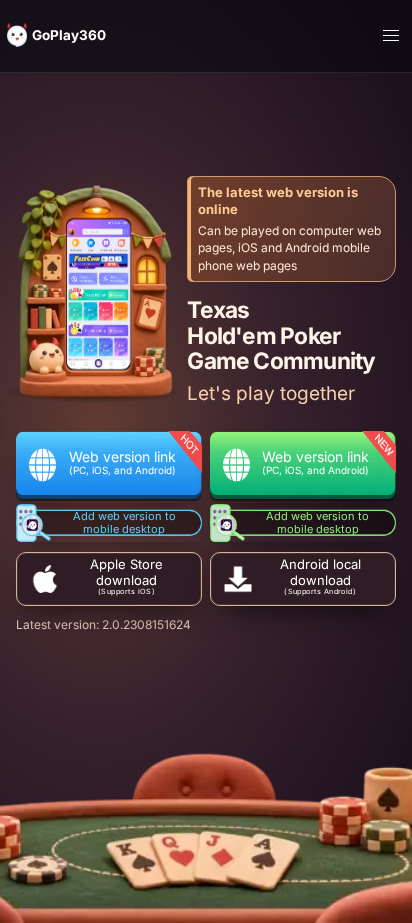 GoPlay360
The latest web version is
online
Can be played on computer web
pages, iOS and Android mobile
phone web pages
Texas
Hold'em Poker
Game Community
Let's play together
Web version link
(PC, iOS, and Android)
HOT
Web version link
(PC, iOS, and Android)
NEW
Add web version to
mobile desktop
Add web version to
mobile desktop
Apple Store
download
(Supports iOS)
Android local
download
(Supports Android)
Latest version: 2.0.2308151624
K
Q
J
A